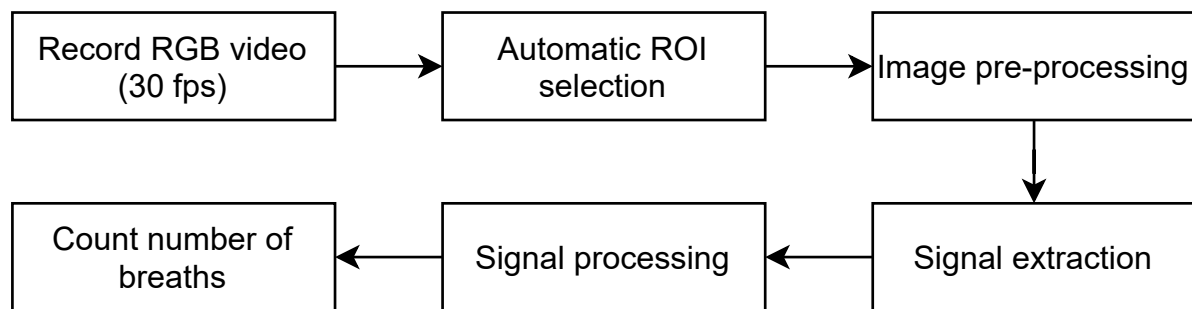 Record RGB video
(30 fps)
Automatic ROI
selection
Image pre-processing
Signal extraction
Signal processing
Count number of
breaths